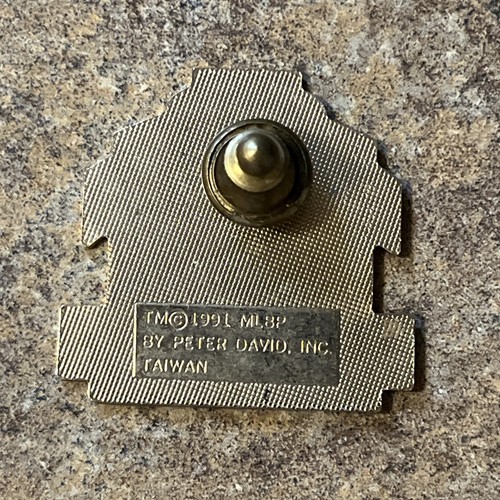 TM©1991 MLBP
BY PETER DAVID, INC.
TAIWAN